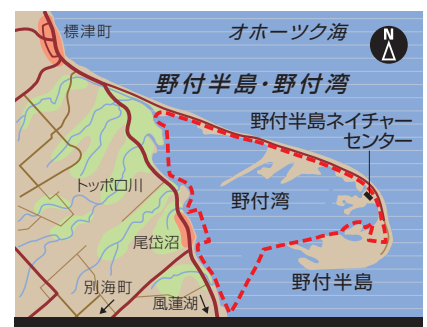 標津町
オホーツク海
N
野付半島・野付湾
野付半島ネイチャー
センター
トッポロ川
野付湾
尾岱沼
野付半島
別海町
風蓮湖